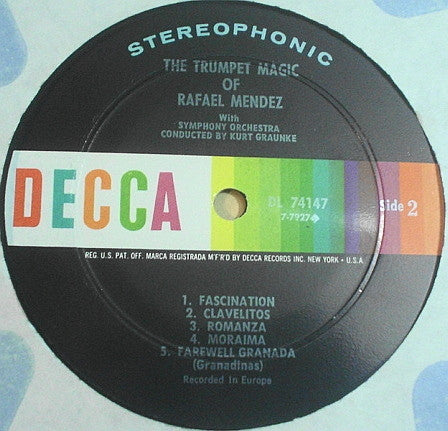 STEREOPHONIC
THE TRUMPET MAGIC
OF
RAFAEL MENDEZ
With
SYMPHONY ORCHESTRA
CONDUCTED BY KURT GRAUNKE
DECCA
DL 74147
7-7927♠
Side 2
REG. U.S. PAT. OFF. MARCA REGISTRADA M'F'R'D BY DECCA RECORDS INC. NEW YORK • U.S.A.
1. FASCINATION
2. CLAVELITOS
3. ROMANZA
4. MORAIMA
5. FAREWELL GRANADA
(Granadinas)
Recorded In Europe